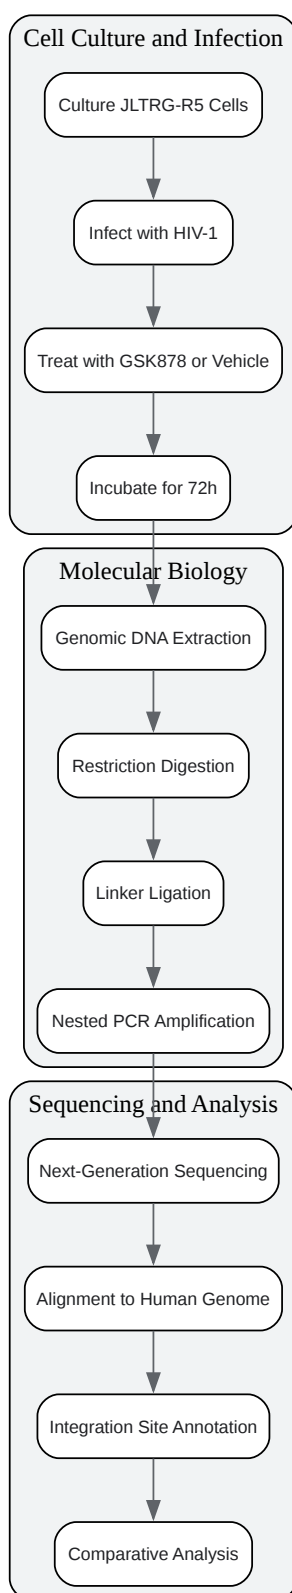 Cell Culture and Infection
Culture JLTRG-R5 Cells
Infect with HIV-1
Treat with GSK878 or Vehicle
Incubate for 72h
Molecular Biology
Genomic DNA Extraction
Restriction Digestion
Linker Ligation
Nested PCR Amplification
Sequencing and Analysis
Next-Generation Sequencing
Alignment to Human Genome
Integration Site Annotation
Comparative Analysis